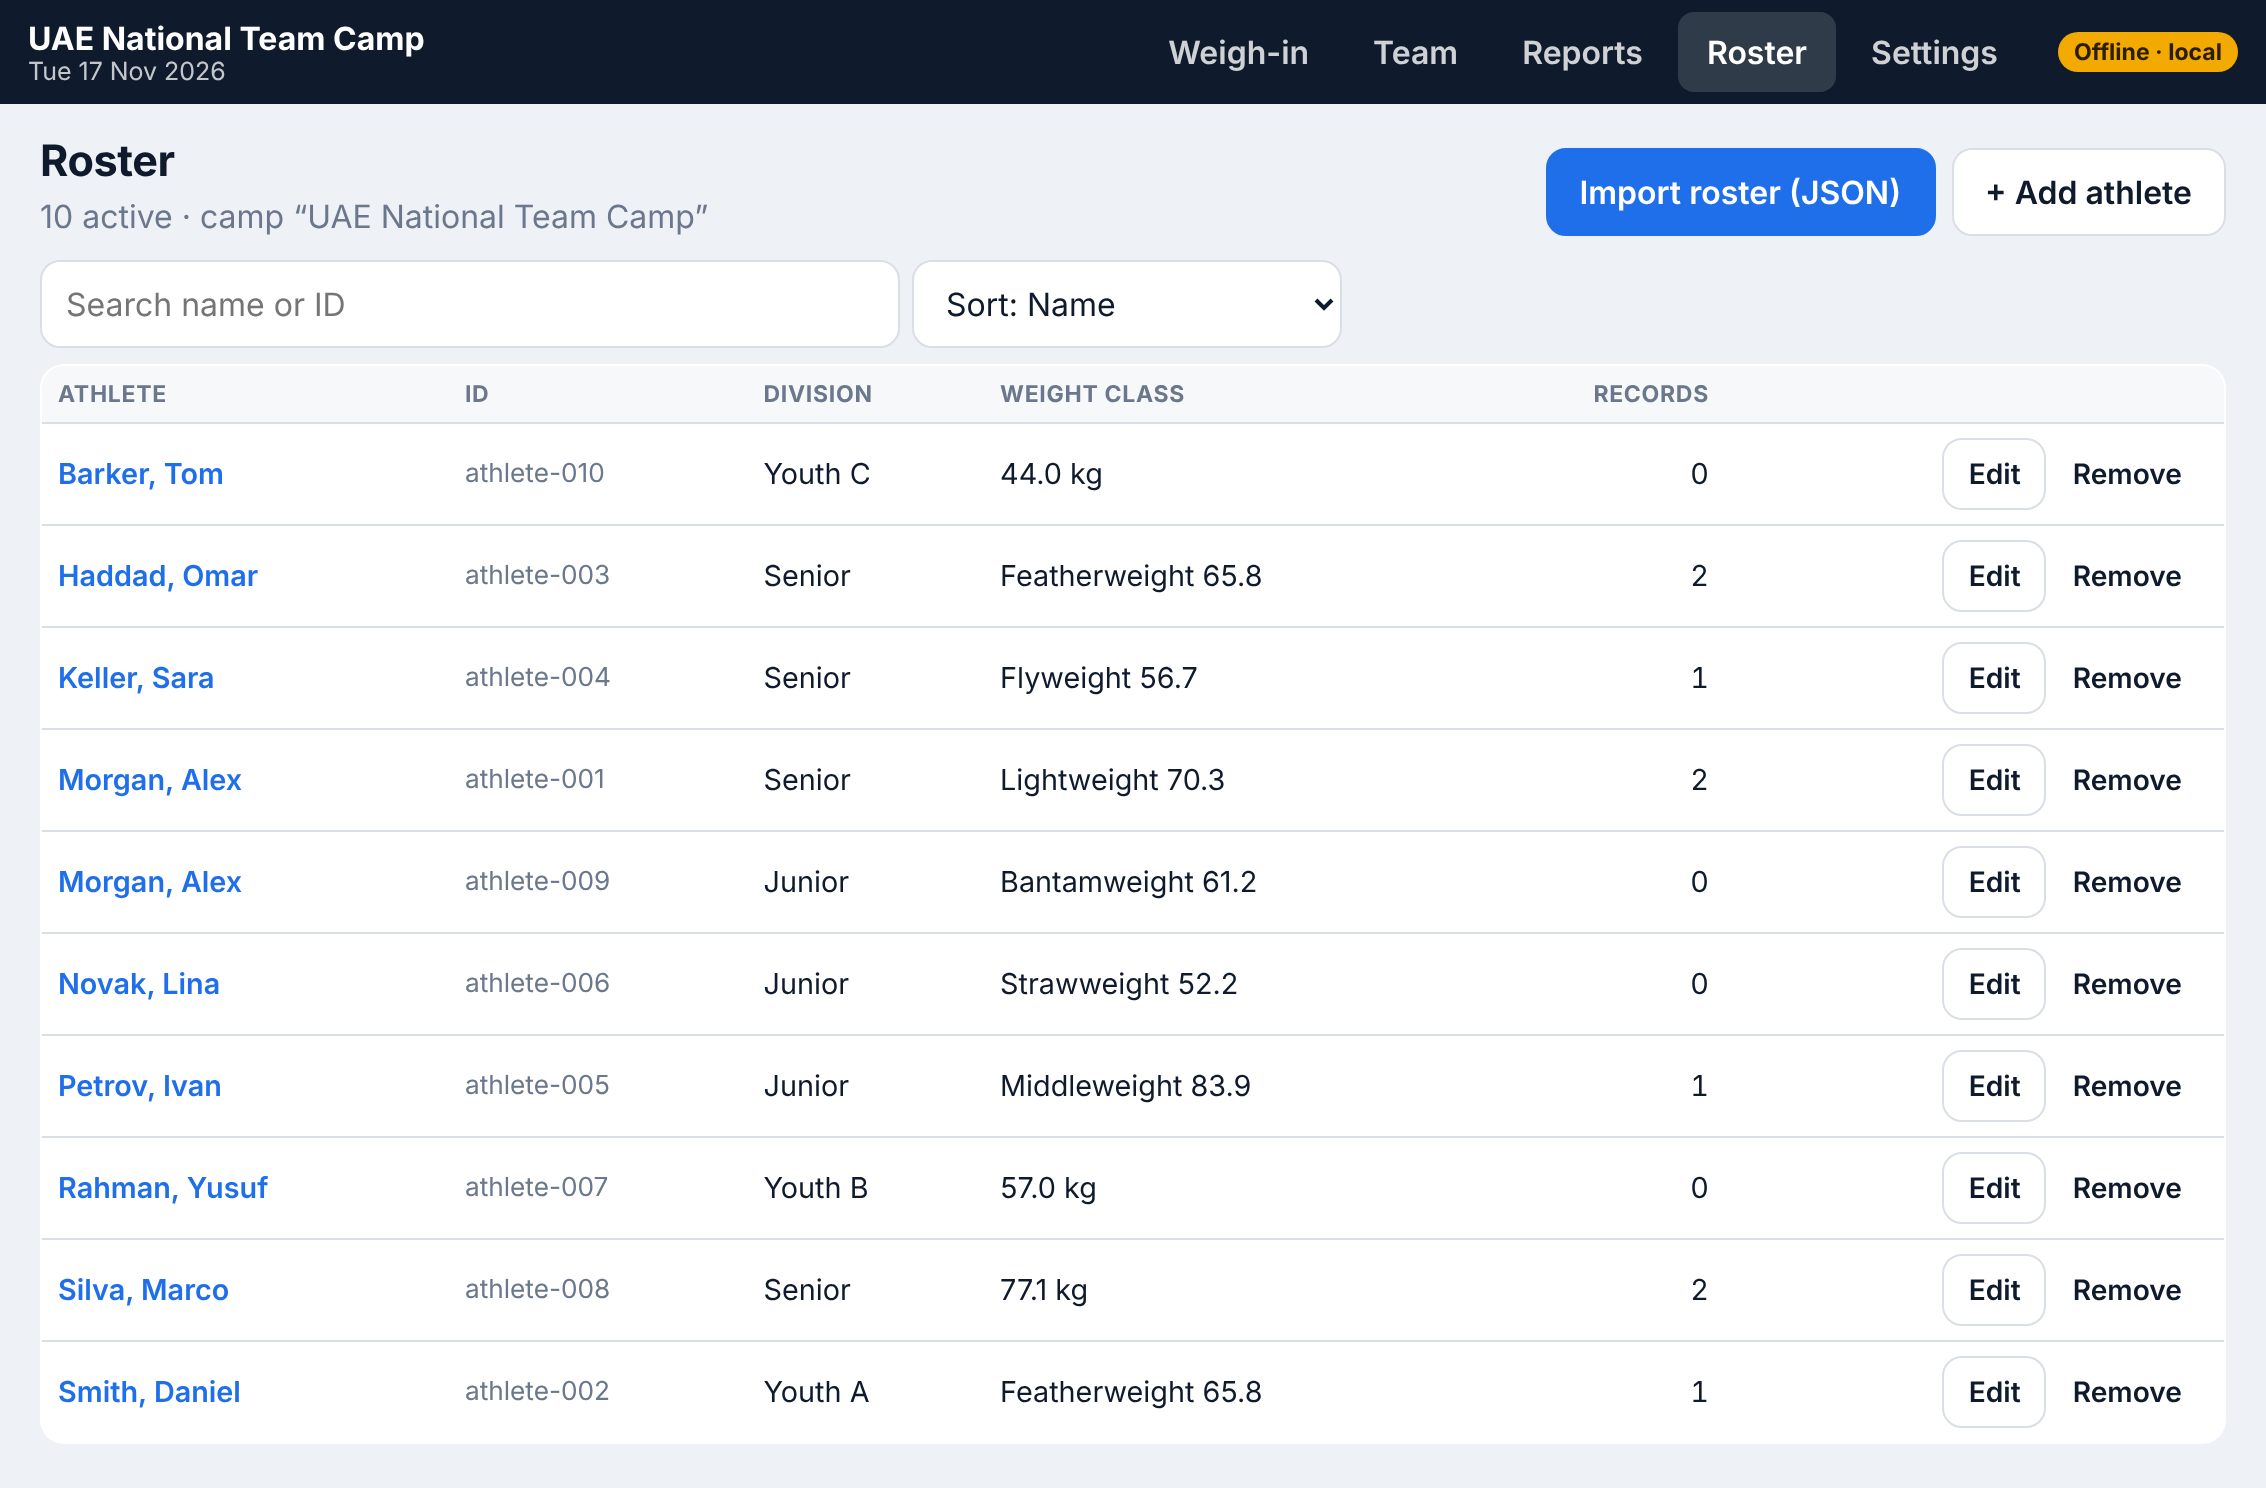 UAE National Team Camp
Tue 17 Nov 2026
Weigh-in Team Reports Roster Settings Offline · local
Roster
10 active · camp “UAE National Team Camp”
Import roster (JSON) + Add athlete
Search name or ID Sort: Name
ATHLETE ID DIVISION WEIGHT CLASS RECORDS
Barker, Tom athlete-010 Youth C 44.0 kg 0 Edit Remove
Haddad, Omar athlete-003 Senior Featherweight 65.8 2 Edit Remove
Keller, Sara athlete-004 Senior Flyweight 56.7 1 Edit Remove
Morgan, Alex athlete-001 Senior Lightweight 70.3 2 Edit Remove
Morgan, Alex athlete-009 Junior Bantamweight 61.2 0 Edit Remove
Novak, Lina athlete-006 Junior Strawweight 52.2 0 Edit Remove
Petrov, Ivan athlete-005 Junior Middleweight 83.9 1 Edit Remove
Rahman, Yusuf athlete-007 Youth B 57.0 kg 0 Edit Remove
Silva, Marco athlete-008 Senior 77.1 kg 2 Edit Remove
Smith, Daniel athlete-002 Youth A Featherweight 65.8 1 Edit Remove